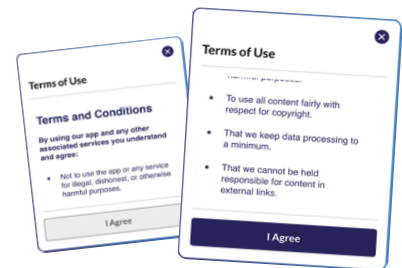 Terms of Use
Terms and Conditions
By using our app and any other
associated services you understand
and agree:
• Not to use the app or any service
for illegal, dishonest, or otherwise
harmful purposes.
I Agree
Terms of Use
harmful purposes.
• To use all content fairly with
respect for copyright.
• That we keep data processing to
a minimum.
• That we cannot be held
responsible for content in
external links.
I Agree